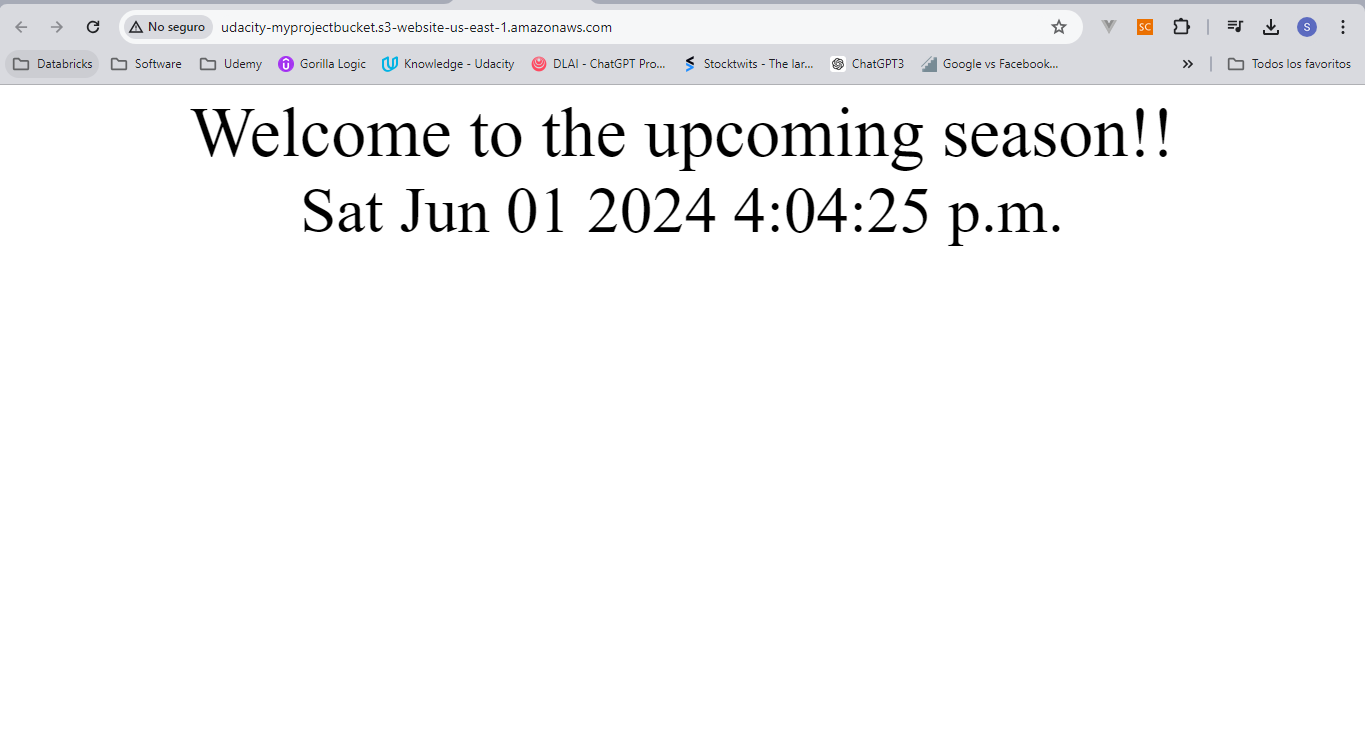 No seguro udacity-myprojectbucket.s3-website-us-east-1.amazonaws.com SC S
Databricks Software Udemy Gorilla Logic Knowledge - Udacity DLAI - ChatGPT Pro... Stocktwits - The lar... ChatGPT3 Google vs Facebook... » Todos los favoritos
Welcome to the upcoming season!!
Sat Jun 01 2024 4:04:25 p.m.